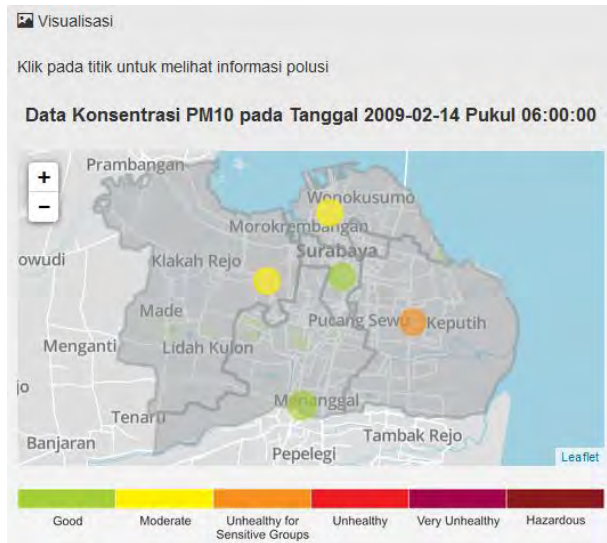 Visualisasi
Klik pada titik untuk melihat informasi polusi
Data Konsentrasi PM10 pada Tanggal 2009-02-14 Pukul 06:00:00
+
−
Prambangan
Wonokusumo
Morokrembangan
Surabaya
owudi
Klakah Rejo
Made
Pucang Sewu
Keputih
Menganti
Lidah Kulon
jo
Menanggal
Tenaru
Tambak Rejo
Banjaran
Pepelegi
Leaflet
Good
Moderate
Unhealthy for
Sensitive Groups
Unhealthy
Very Unhealthy
Hazardous